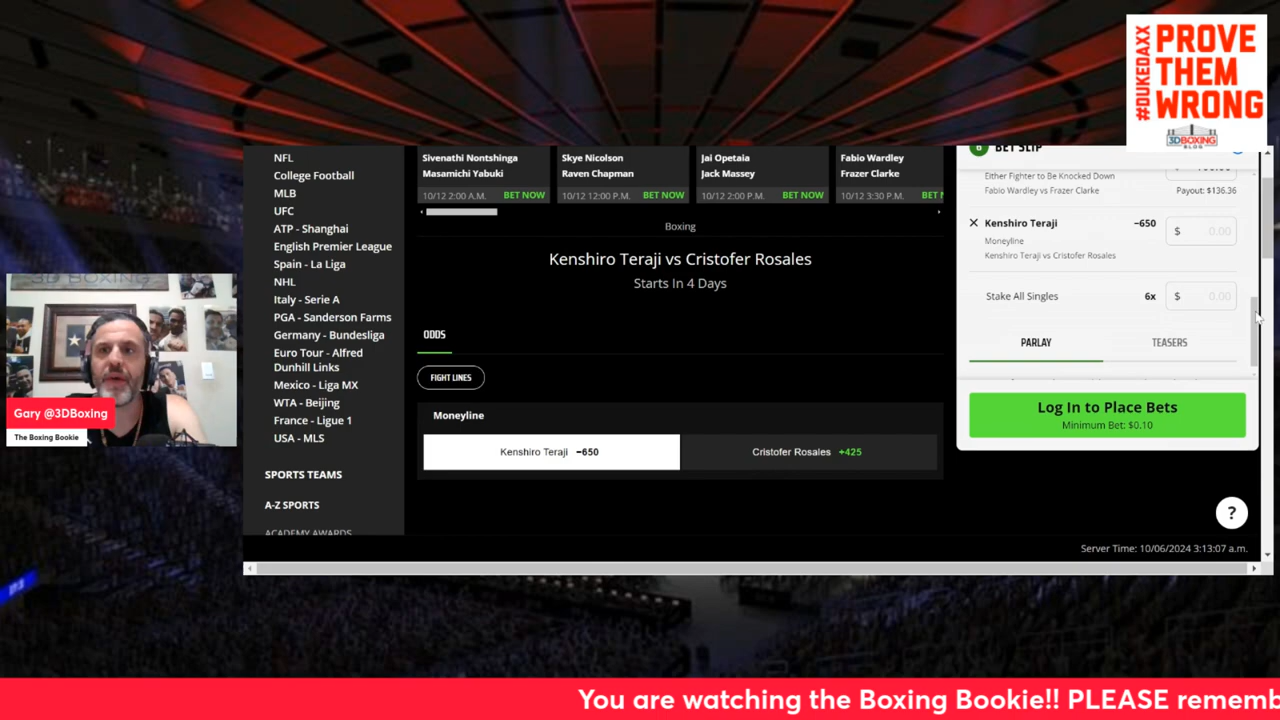 #DUKEDAXX
PROVE
THEM
WRONG
3DBOXING
BLOG
NFL
College Football
MLB
UFC
ATP - Shanghai
English Premier League
Spain - La Liga
NHL
Italy - Serie A
PGA - Sanderson Farms
Germany - Bundesliga
Euro Tour - Alfred
Dunhill Links
Mexico - Liga MX
WTA - Beijing
France - Ligue 1
USA - MLS
SPORTS TEAMS
A-Z SPORTS
ACADEMY AWARDS
Sivenathi Nontshinga
Masamichi Yabuki
10/12 2:00 A.M. BET NOW
Skye Nicolson
Raven Chapman
10/12 12:00 P.M. BET NOW
Jai Opetaia
Jack Massey
10/12 2:00 P.M. BET NOW
Fabio Wardley
Frazer Clarke
10/12 3:30 P.M. BET N
Boxing
Kenshiro Teraji vs Cristofer Rosales
Starts In 4 Days
ODDS
FIGHT LINES
Moneyline
Kenshiro Teraji −650
Cristofer Rosales +425
6 BET SLIP
Either Fighter to Be Knocked Down
Fabio Wardley vs Frazer Clarke
Payout: $136.36
Kenshiro Teraji −650
$ 0.00
Moneyline
Kenshiro Teraji vs Cristofer Rosales
Stake All Singles 6x $ 0.00
PARLAY TEASERS
Log In to Place Bets
Minimum Bet: $0.10
?
Server Time: 10/06/2024 3:13:07 a.m.
3D BOXING
Gary @3DBoxing
The Boxing Bookie
You are watching the Boxing Bookie!! PLEASE rememb